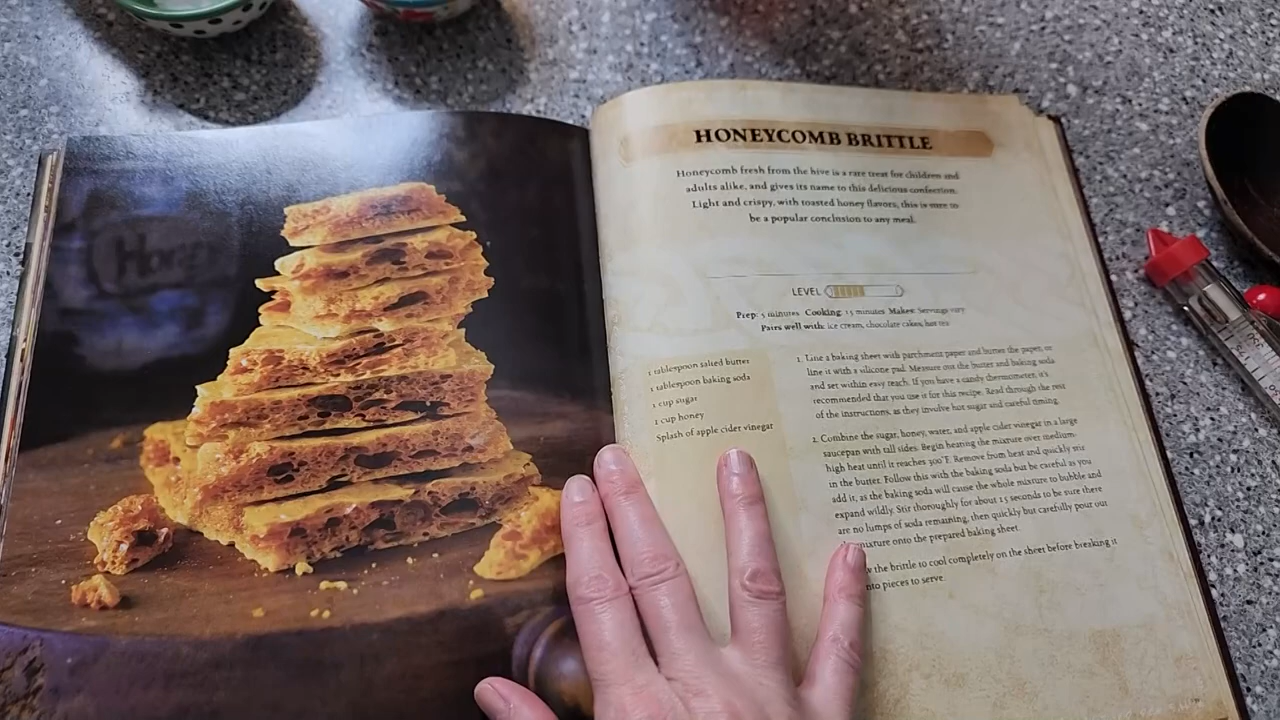 HONEYCOMB BRITTLE
Honeycomb fresh from the hive is a rare treat for children and
adults alike, and gives its name to this delicious confection.
Light and crispy, with toasted honey flavors, this is sure to
be a popular conclusion to any meal.
LEVEL
Prep: 5 minutes Cooking: 15 minutes Makes: Servings vary
Pairs well with: ice cream, chocolate cakes, hot tea
1 tablespoon salted butter
1 tablespoon baking soda
1 cup sugar
1 cup honey
Splash of apple cider vinegar
1. Line a baking sheet with parchment paper and butter the paper, or
line it with a silicone pad. Measure out the butter and baking soda
and set within easy reach. If you have a candy thermometer, it's
recommended that you use it for this recipe. Read through the rest
of the instructions, as they involve hot sugar and careful timing.
2. Combine the sugar, honey, water, and apple cider vinegar in a large
saucepan with tall sides. Begin heating the mixture over medium-
high heat until it reaches 300°F. Remove from heat and quickly stir
in the butter. Follow this with the baking soda but be careful as you
add it, as the baking soda will cause the whole mixture to bubble and
expand wildly. Stir thoroughly for about 15 seconds to be sure there
are no lumps of soda remaining, then quickly but carefully pour out
mixture onto the prepared baking sheet.
the brittle to cool completely on the sheet before breaking it
into pieces to serve.